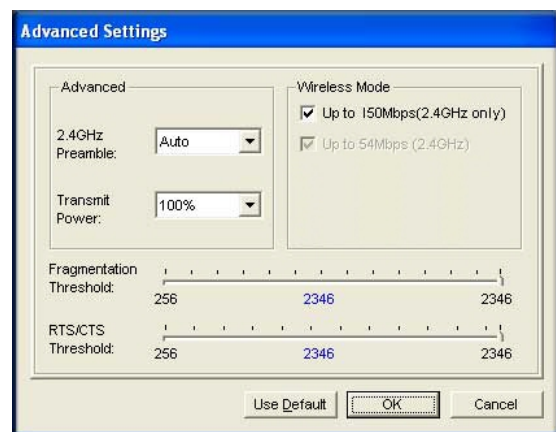 Advanced Settings
Advanced
2.4GHz
Preamble:
Auto
Transmit
Power:
100%
Wireless Mode
Up to 150Mbps(2.4GHz only)
Up to 54Mbps (2.4GHz)
Fragmentation
Threshold:
256
2346
2346
RTS/CTS
Threshold:
256
2346
2346
Use Default
OK
Cancel